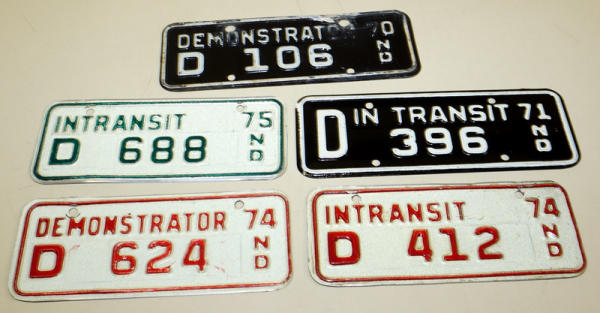 DEMONSTRATOR 70
D 106 ND
INTRANSIT 75
D 688 ND
IN TRANSIT 71
D 396 ND
DEMONSTRATOR 74
D 624 ND
INTRANSIT 74
D 412 ND